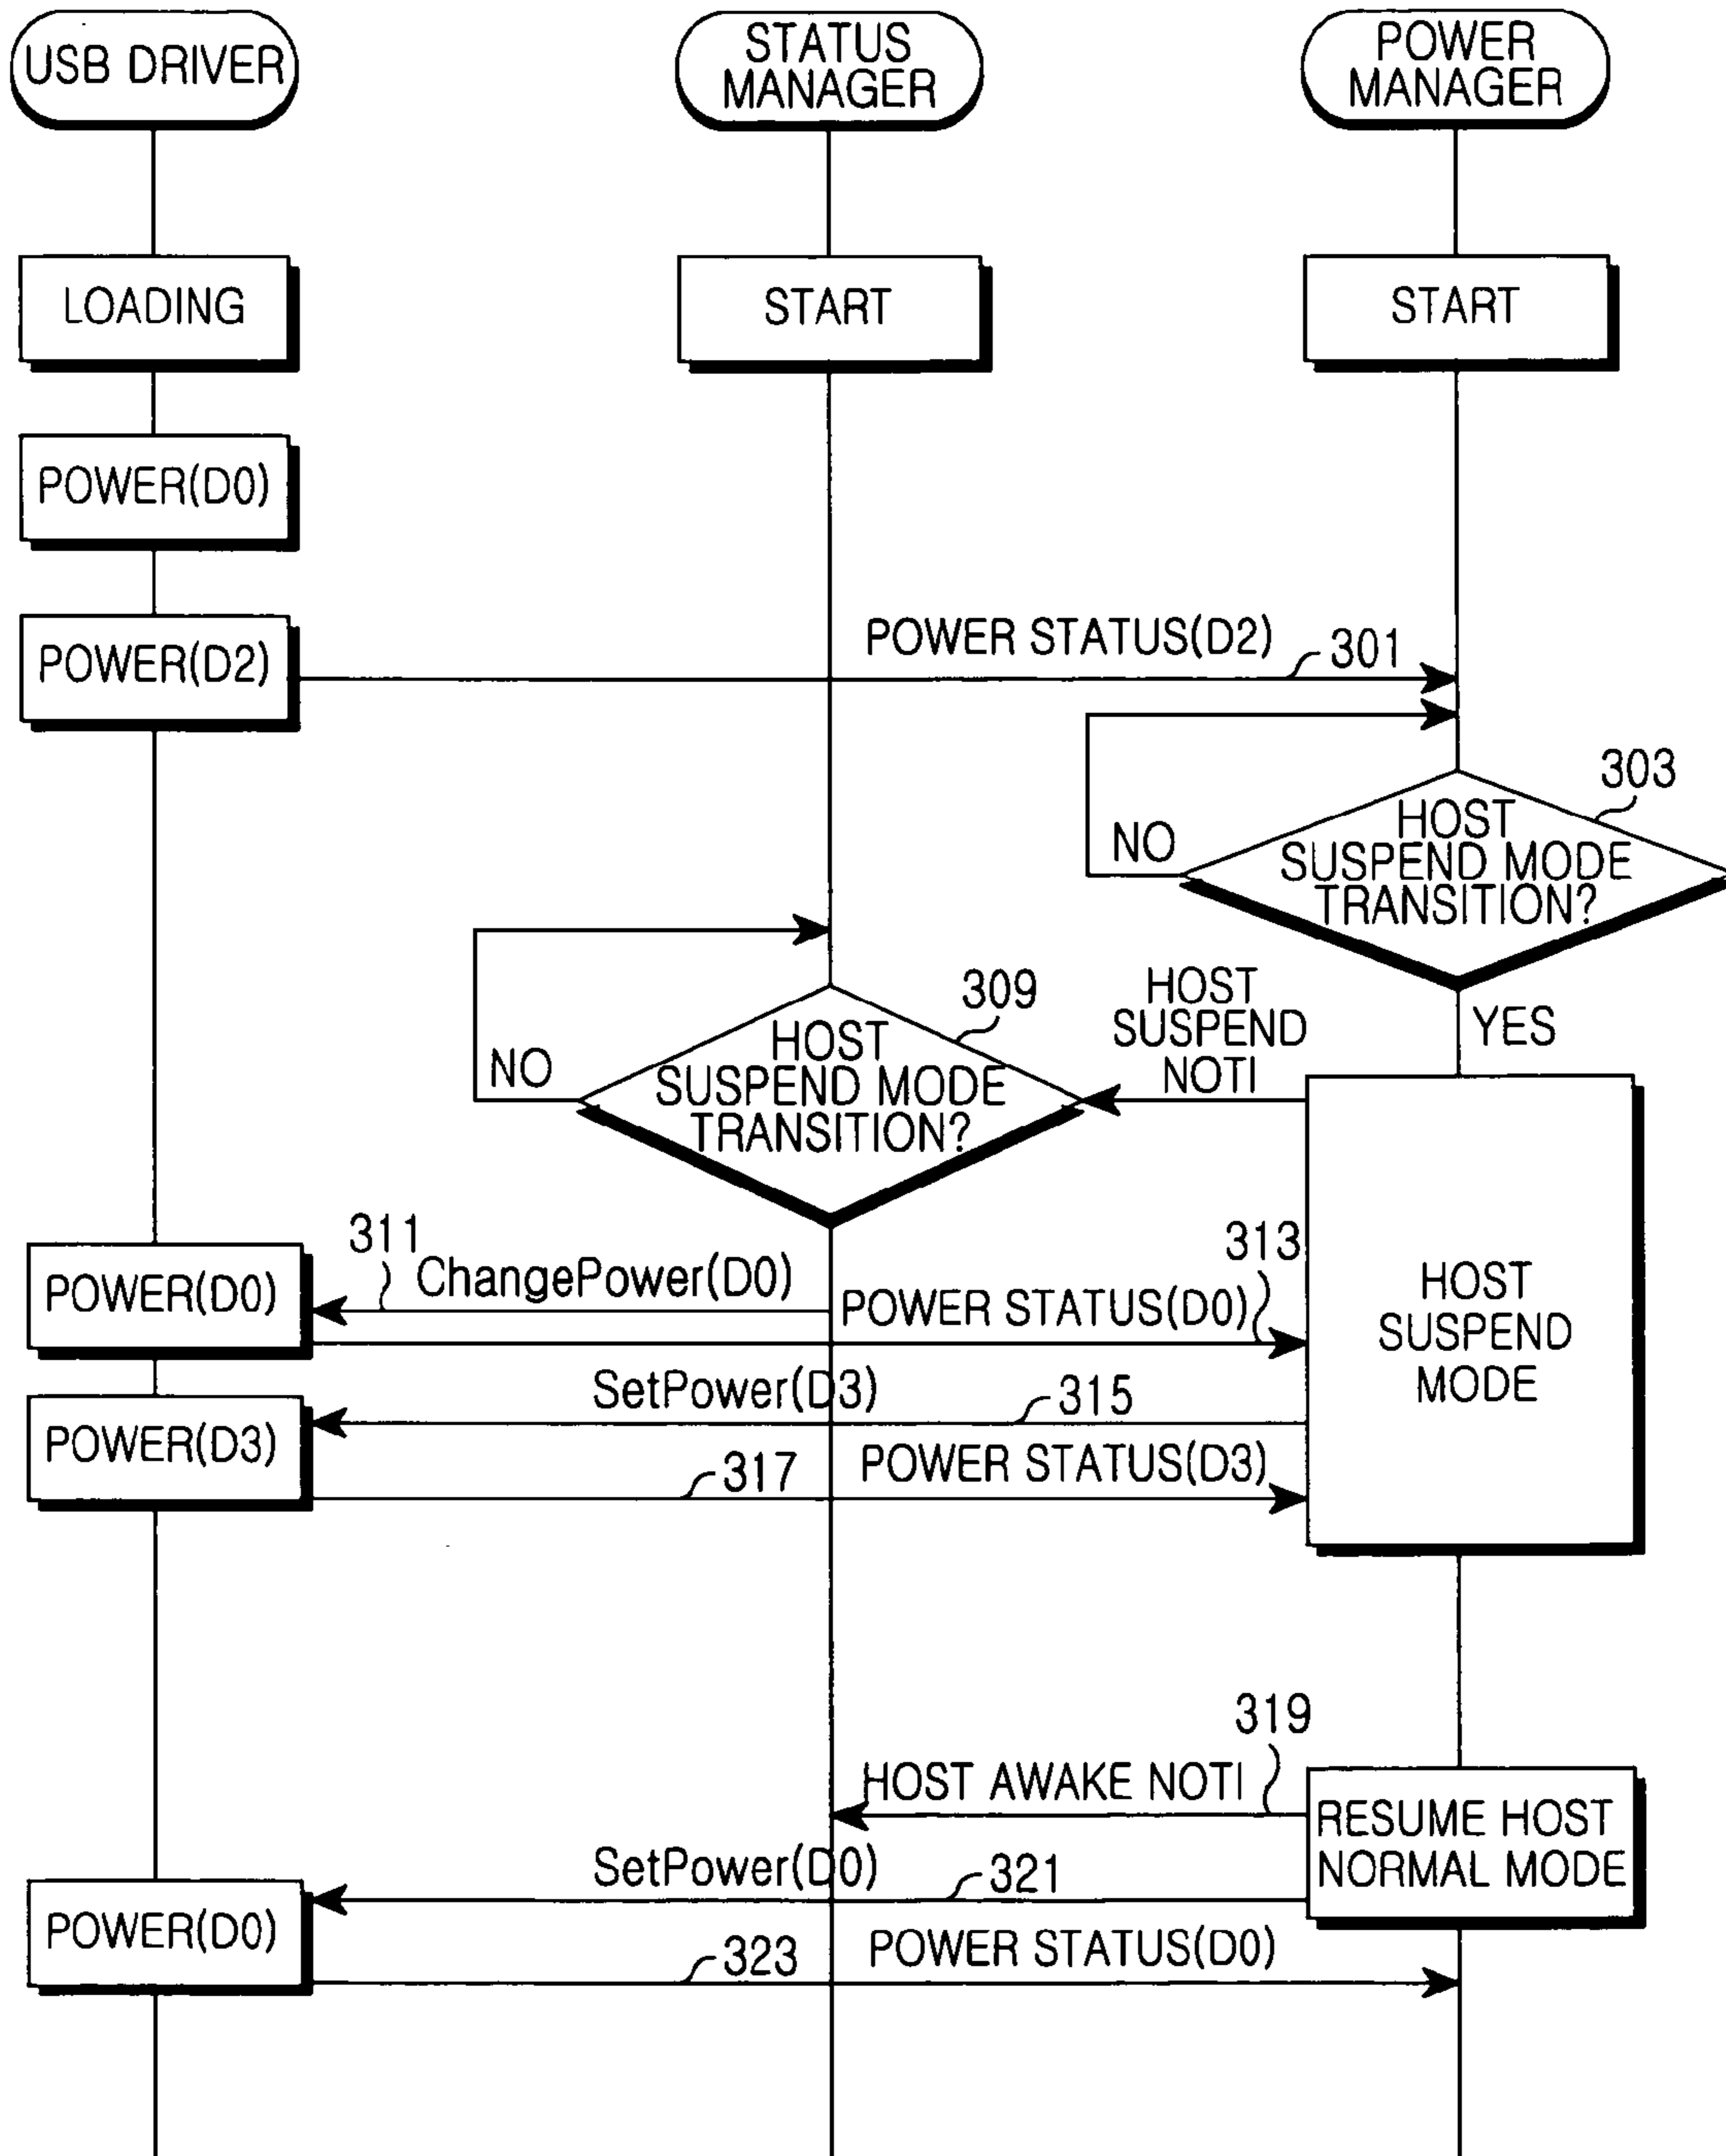 USB DRIVER
STATUS
MANAGER
POWER
MANAGER
LOADING
START
START
POWER(D0)
POWER(D2)
POWER STATUS(D2)
301
303
HOST
SUSPEND MODE
TRANSITION?
NO
YES
309
HOST
SUSPEND MODE
TRANSITION?
NO
HOST
SUSPEND
NOTI
HOST
SUSPEND
MODE
311
ChangePower(D0)
313
POWER(D0)
POWER STATUS(D0)
SetPower(D3)
315
POWER(D3)
317
POWER STATUS(D3)
319
HOST AWAKE NOTI
RESUME HOST
NORMAL MODE
SetPower(D0)
321
POWER(D0)
323
POWER STATUS(D0)